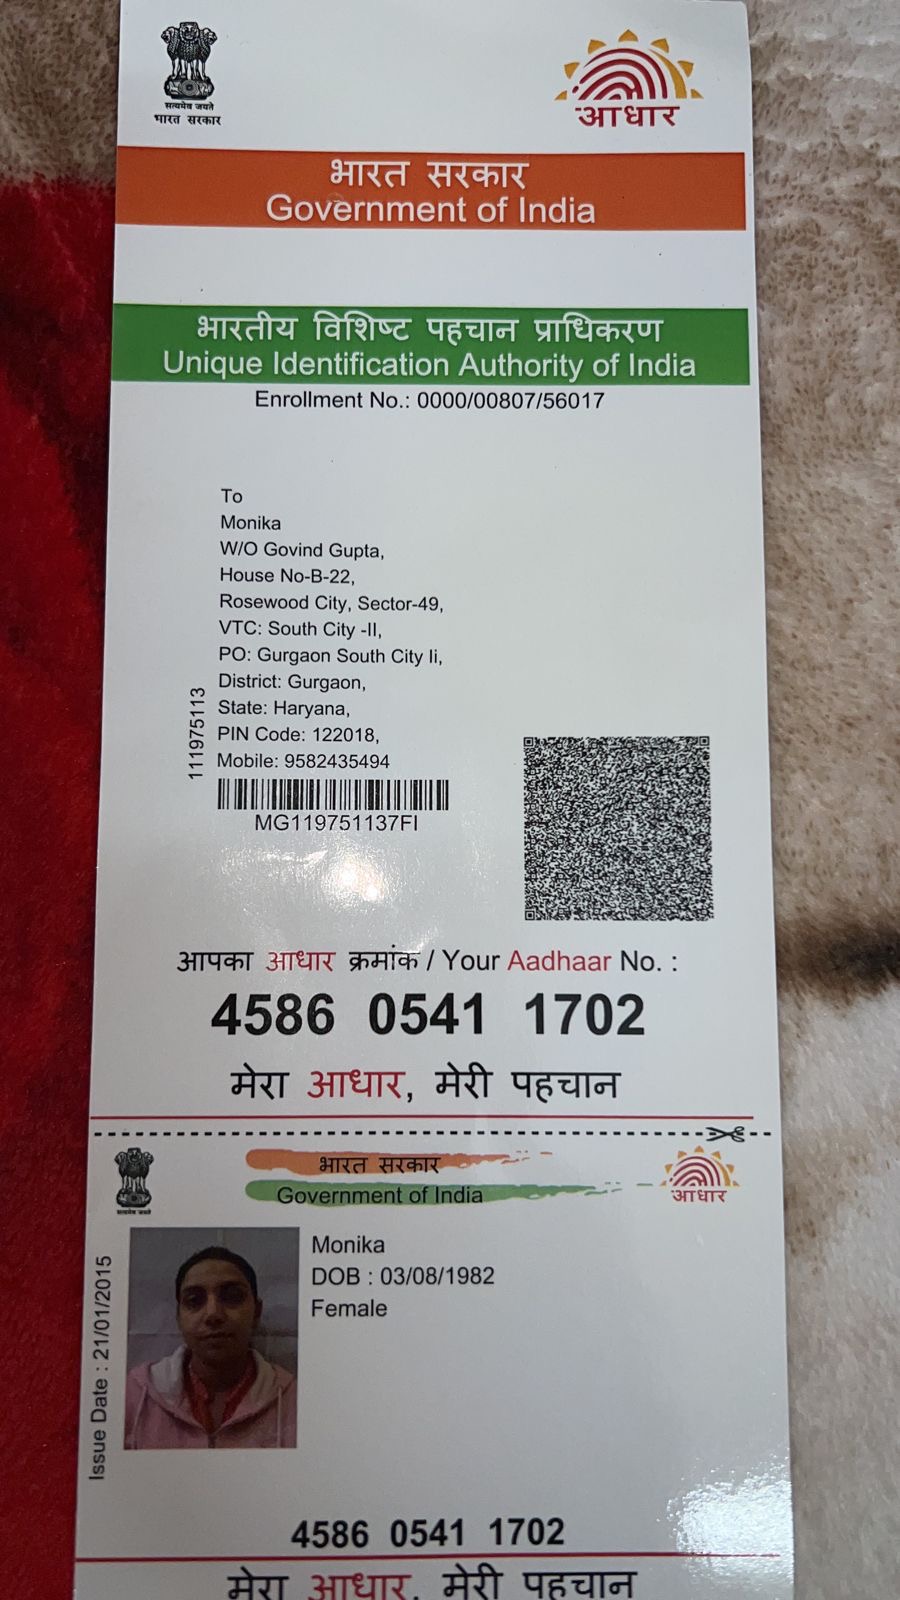 सत्यमेव जयते
भारत सरकार
आधार
भारत सरकार
Government of India
भारतीय विशिष्ट पहचान प्राधिकरण
Unique Identification Authority of India
Enrollment No.: 0000/00807/56017
To
Monika
W/O Govind Gupta,
House No-B-22,
Rosewood City, Sector-49,
VTC: South City -II,
PO: Gurgaon South City Ii,
District: Gurgaon,
State: Haryana,
PIN Code: 122018,
Mobile: 9582435494
111975113
MG119751137FI
आपका आधार क्रमांक / Your Aadhaar No. :
4586 0541 1702
मेरा आधार, मेरी पहचान
सत्यमेव जयते
भारत सरकार
Government of India
आधार
Issue Date : 21/01/2015
Monika
DOB : 03/08/1982
Female
4586 0541 1702
मेरा आधार, मेरी पहचान